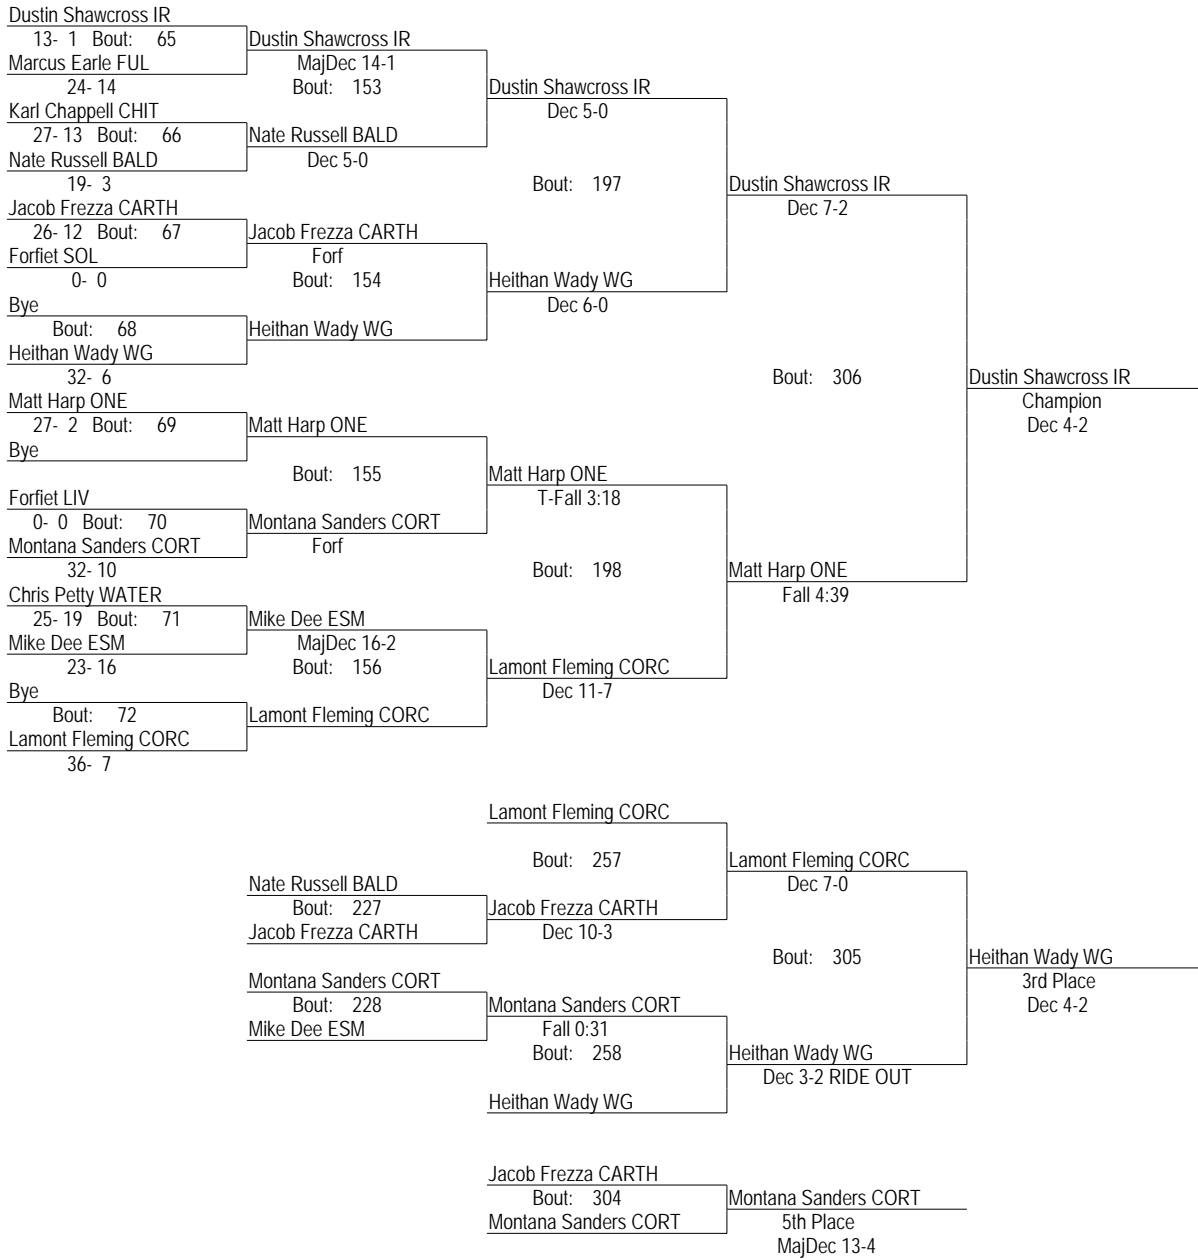 Dustin Shawcross IR
13- 1 Bout: 65
Marcus Earle FUL
24- 14
Karl Chappell CHIT
27- 13 Bout: 66
Nate Russell BALD
19- 3
Jacob Frezza CARTH
26- 12 Bout: 67
Forfiet SOL
0- 0
Bye
Bout: 68
Heithan Wady WG
32- 6
Matt Harp ONE
27- 2 Bout: 69
Bye
Forfiet LIV
0- 0 Bout: 70
Montana Sanders CORT
32- 10
Chris Petty WATER
25- 19 Bout: 71
Mike Dee ESM
23- 16
Bye
Bout: 72
Lamont Fleming CORC
36- 7
Dustin Shawcross IR
MajDec 14-1
Bout: 153
Nate Russell BALD
Dec 5-0
Jacob Frezza CARTH
Forf
Bout: 154
Heithan Wady WG
Matt Harp ONE
Bout: 155
Montana Sanders CORT
Forf
Mike Dee ESM
MajDec 16-2
Bout: 156
Lamont Fleming CORC
Dustin Shawcross IR
Dec 5-0
Bout: 197
Heithan Wady WG
Dec 6-0
Matt Harp ONE
T-Fall 3:18
Bout: 198
Lamont Fleming CORC
Dec 11-7
Dustin Shawcross IR
Dec 7-2
Bout: 306
Matt Harp ONE
Fall 4:39
Dustin Shawcross IR
Champion
Dec 4-2
Nate Russell BALD
Bout: 227
Jacob Frezza CARTH
Montana Sanders CORT
Bout: 228
Mike Dee ESM
Lamont Fleming CORC
Bout: 257
Jacob Frezza CARTH
Dec 10-3
Montana Sanders CORT
Fall 0:31
Bout: 258
Heithan Wady WG
Lamont Fleming CORC
Dec 7-0
Bout: 305
Heithan Wady WG
Dec 3-2 RIDE OUT
Heithan Wady WG
3rd Place
Dec 4-2
Jacob Frezza CARTH
Bout: 304
Montana Sanders CORT
Montana Sanders CORT
5th Place
MajDec 13-4